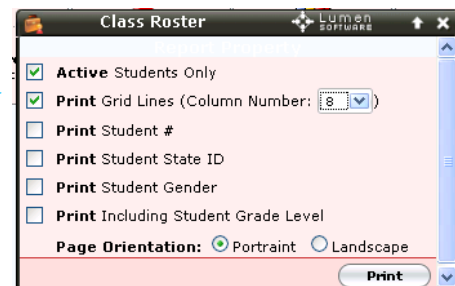 Class Roster
Lumen
SOFTWARE
Report Property
Active Students Only
Print Grid Lines (Column Number: 8 )
Print Student #
Print Student State ID
Print Student Gender
Print Including Student Grade Level
Page Orientation: Portraint Landscape
Print